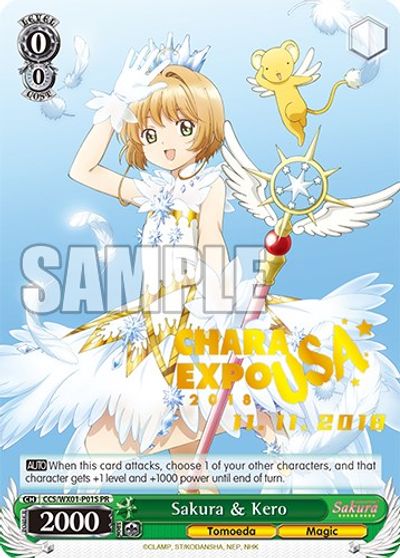 LEVEL
0
0
COST
SAMPLE
CHARA
EXPO USA
2018
11.11.2018
AUTO When this card attacks, choose 1 of your other characters, and that
character gets +1 level and +1000 power until end of turn.
CH CCS/WX01-P01S PR
Sakura & Kero
Sakura
2000
Tomoeda
Magic
©CLAMP, ST/KODANSHA, NEP, NHK